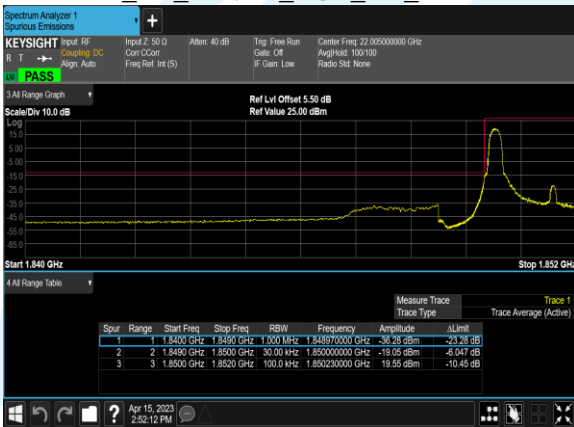 Spectrum Analyzer 1
Spurious Emissions
KEYSIGHT Input: RF Input Z: 50 Ω Atten: 40 dB Trig: Free Run Center Freq: 22.005000000 GHz
R T Coupling: DC Corr CCorr Gate: Off Avg|Hold: 100/100
Align: Auto Freq Ref: Int (S) IF Gain: Low Radio Std: None
PASS
3 All Range Graph
Ref Lvl Offset 5.50 dB
Scale/Div 10.0 dB Ref Value 25.00 dBm
Log
15.0
5.00
-5.00
-15.0
-25.0
-35.0
-45.0
-55.0
-65.0
Start 1.840 GHz Stop 1.852 GHz
4 All Range Table
Measure Trace Trace 1
Trace Type Trace Average (Active)
Spur Range Start Freq Stop Freq RBW Frequency Amplitude ΔLimit
1 1 1.8400 GHz 1.8490 GHz 1.000 MHz 1.848970000 GHz -36.28 dBm -23.28 dB
2 2 1.8490 GHz 1.8500 GHz 30.00 kHz 1.850000000 GHz -19.05 dBm -6.047 dB
3 3 1.8500 GHz 1.8520 GHz 100.0 kHz 1.850230000 GHz 19.55 dBm -10.45 dB
Apr 15, 2023
2:52:12 PM